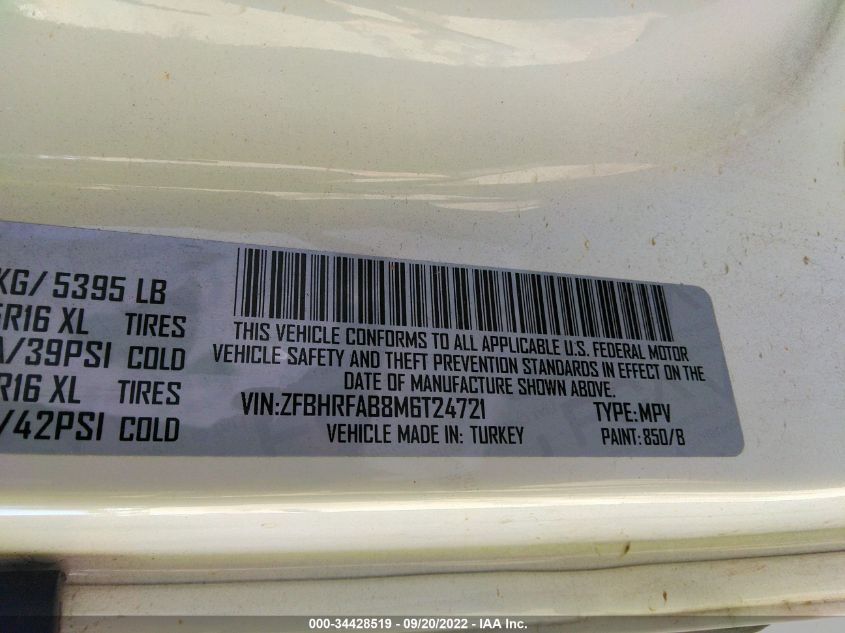 KG/ 5395 LB
R16 XL TIRES
/39PSI COLD
R16 XL TIRES
/42PSI COLD
THIS VEHICLE CONFORMS TO ALL APPLICABLE U.S. FEDERAL MOTOR
VEHICLE SAFETY AND THEFT PREVENTION STANDARDS IN EFFECT ON THE
DATE OF MANUFACTURE SHOWN ABOVE.
VIN:ZFBHRFAB8M6T24721 TYPE:MPV
VEHICLE MADE IN: TURKEY PAINT:850/B
000-34428519 - 09/20/2022 - IAA Inc.